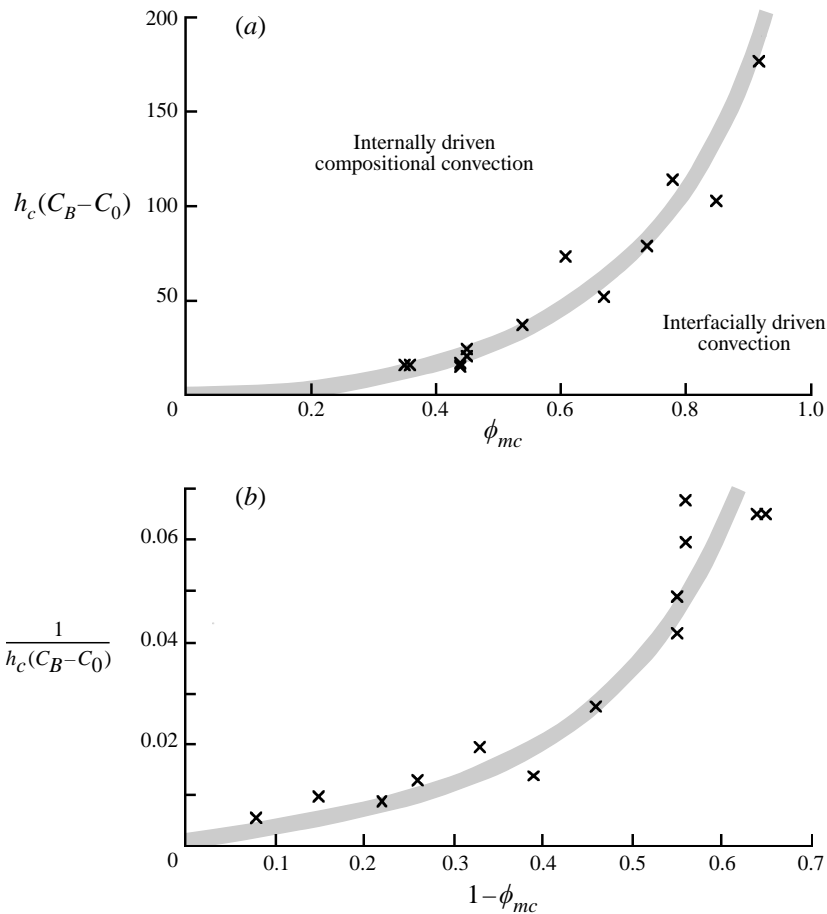 (a)
200
150
100
50
0
h_c(C_B–C_0)
Internally driven
compositional convection
Interfacially driven
convection
0.2
0.4
0.6
0.8
1.0
ϕ_mc
(b)
0.06
0.04
0.02
0
1
h_c(C_B–C_0)
0.1
0.2
0.3
0.4
0.5
0.6
0.7
1–ϕ_mc